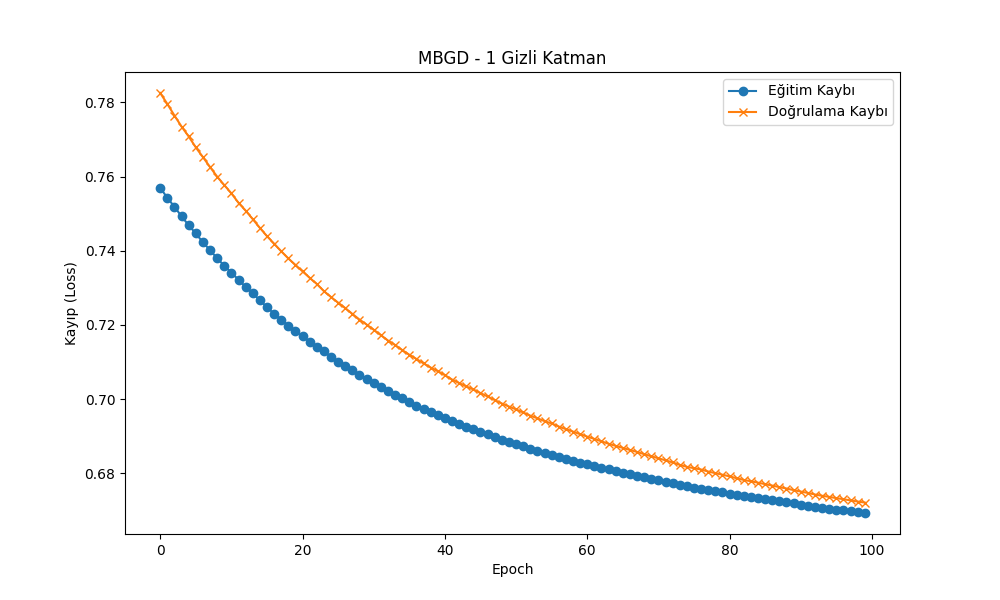 MBGD - 1 Gizli Katman
Eğitim Kaybı
Doğrulama Kaybı
Kayıp (Loss)
0.78
0.76
0.74
0.72
0.70
0.68
0 20 40 60 80 100
Epoch